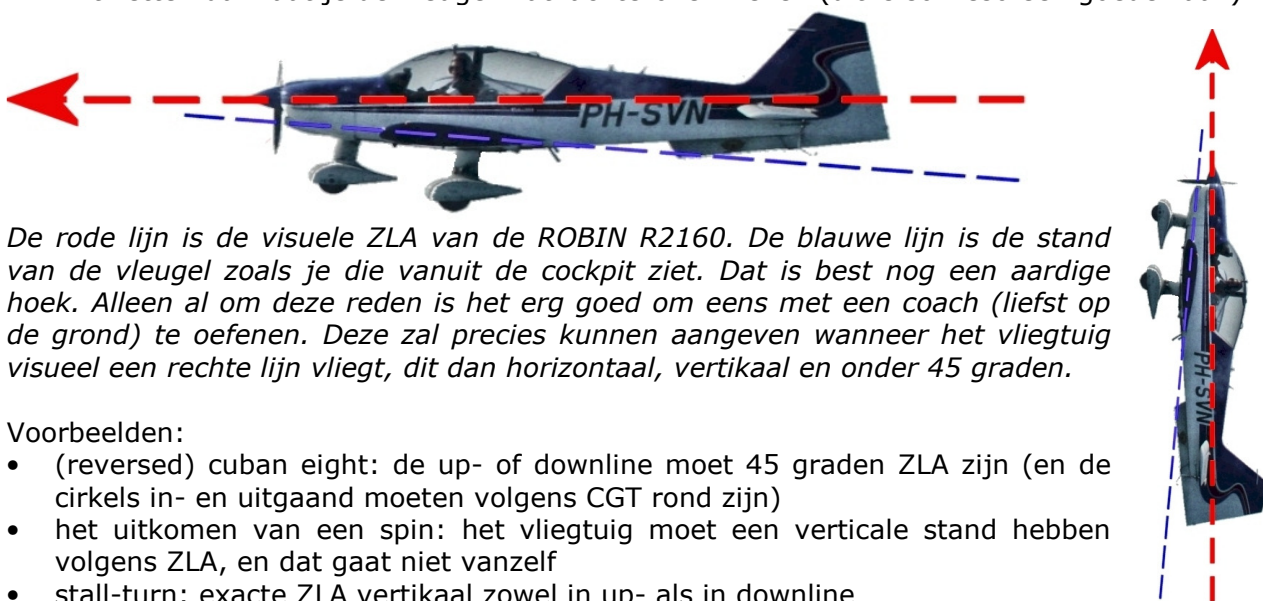 PH-SVN
De rode lijn is de visuele ZLA van de ROBIN R2160. De blauwe lijn is de stand
van de vleugel zoals je die vanuit de cockpit ziet. Dat is best nog een aardige
hoek. Alleen al om deze reden is het erg goed om eens met een coach (liefst op
de grond) te oefenen. Deze zal precies kunnen aangeven wanneer het vliegtuig
visueel een rechte lijn vliegt, dit dan horizontaal, vertikaal en onder 45 graden.
PH-SVN
Voorbeelden:
• (reversed) cuban eight: de up- of downline moet 45 graden ZLA zijn (en de
cirkels in- en uitgaand moeten volgens CGT rond zijn)
• het uitkomen van een spin: het vliegtuig moet een verticale stand hebben
volgens ZLA, en dat gaat niet vanzelf
• stall-turn: exacte ZLA vertikaal zowel in up- als in downline